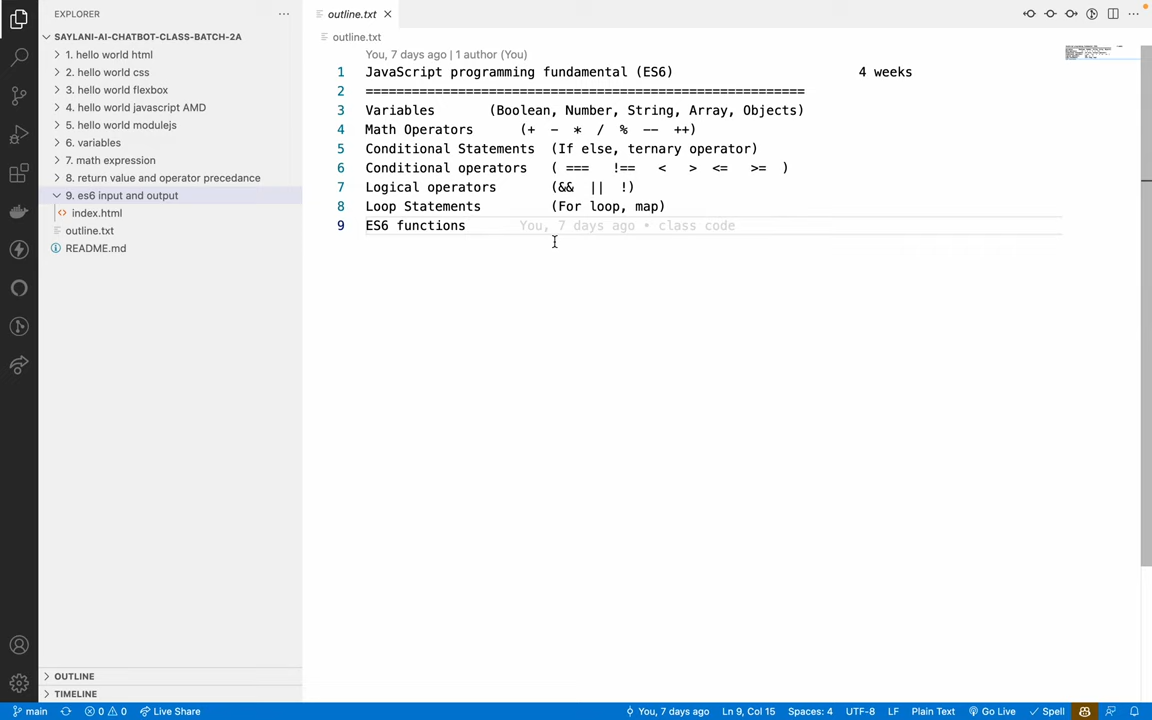 EXPLORER
SAYLANI-AI-CHATBOT-CLASS-BATCH-2A
1. hello world html
2. hello world css
3. hello world flexbox
4. hello world javascript AMD
5. hello world modulejs
6. variables
7. math expression
8. return value and operator precedance
9. es6 input and output
index.html
outline.txt
README.md
OUTLINE
TIMELINE
outline.txt
outline.txt
You, 7 days ago | 1 author (You)
1 JavaScript programming fundamental (ES6) 4 weeks
2 =========================================================
3 Variables (Boolean, Number, String, Array, Objects)
4 Math Operators (+ - * / % -- ++)
5 Conditional Statements (If else, ternary operator)
6 Conditional operators ( === !== < > <= >= )
7 Logical operators (&& || !)
8 Loop Statements (For loop, map)
9 ES6 functions You, 7 days ago • class code
main 0 0 Live Share You, 7 days ago Ln 9, Col 15 Spaces: 4 UTF-8 LF Plain Text Go Live Spell